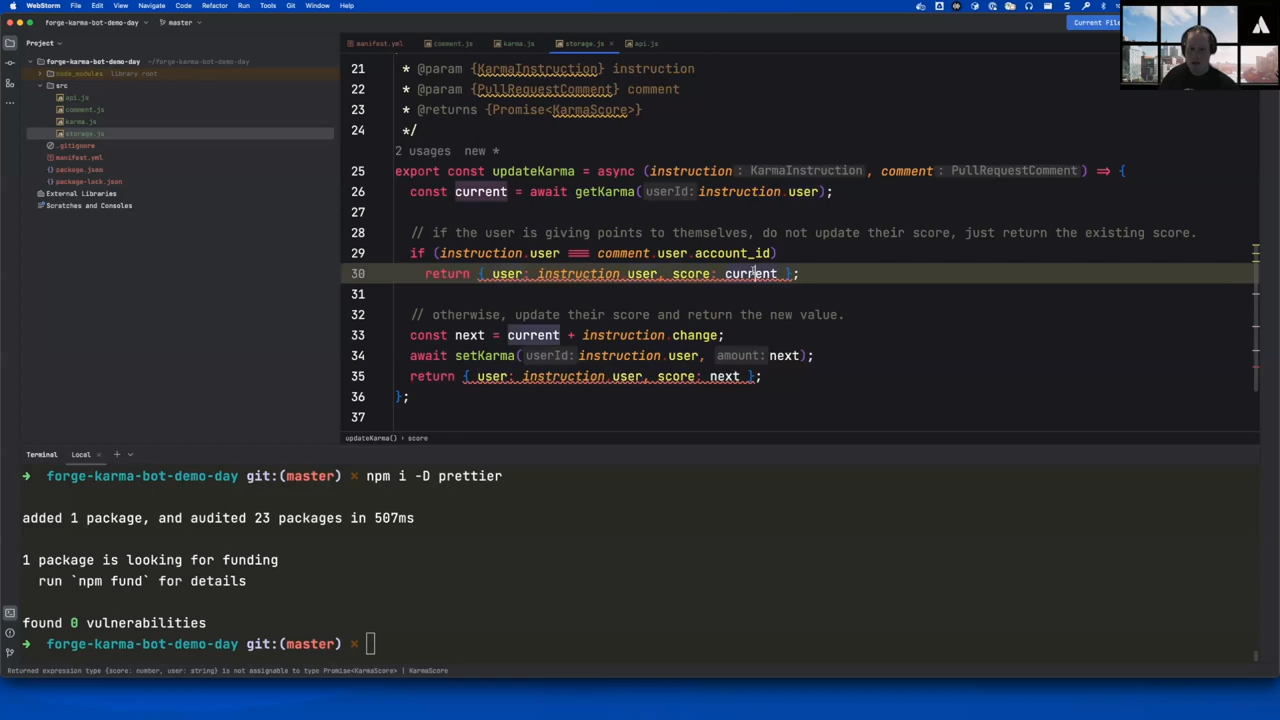 WebStorm File Edit View Navigate Code Refactor Run Tools Git Window Help
forge-karma-bot-demo-day master Current File
Project manifest.yml comment.js karma.js storage.js api.js
forge-karma-bot-demo-day ~/forge-karma-bot-demo-day
node_modules library root
src
api.js
comment.js
karma.js
storage.js
.gitignore
manifest.yml
package.json
package-lock.json
External Libraries
Scratches and Consoles
21 * @param {KarmaInstruction} instruction
22 * @param {PullRequestComment} comment
23 * @returns {Promise<KarmaScore>}
24 */
2 usages new *
25 export const updateKarma = async (instruction : KarmaInstruction , comment : PullRequestComment ) => {
26 const current = await getKarma( userId: instruction.user);
27
28 // if the user is giving points to themselves, do not update their score, just return the existing score.
29 if (instruction.user === comment.user.account_id)
30 return { user: instruction.user, score: current };
31
32 // otherwise, update their score and return the new value.
33 const next = current + instruction.change;
34 await setKarma( userId: instruction.user, amount: next);
35 return { user: instruction.user, score: next };
36 };
37
updateKarma() › score
Terminal Local × +
→ forge-karma-bot-demo-day git:(master) × npm i -D prettier
added 1 package, and audited 23 packages in 507ms
1 package is looking for funding
run `npm fund` for details
found 0 vulnerabilities
→ forge-karma-bot-demo-day git:(master) ×
Returned expression type {score: number, user: string} is not assignable to type Promise<KarmaScore> | KarmaScore